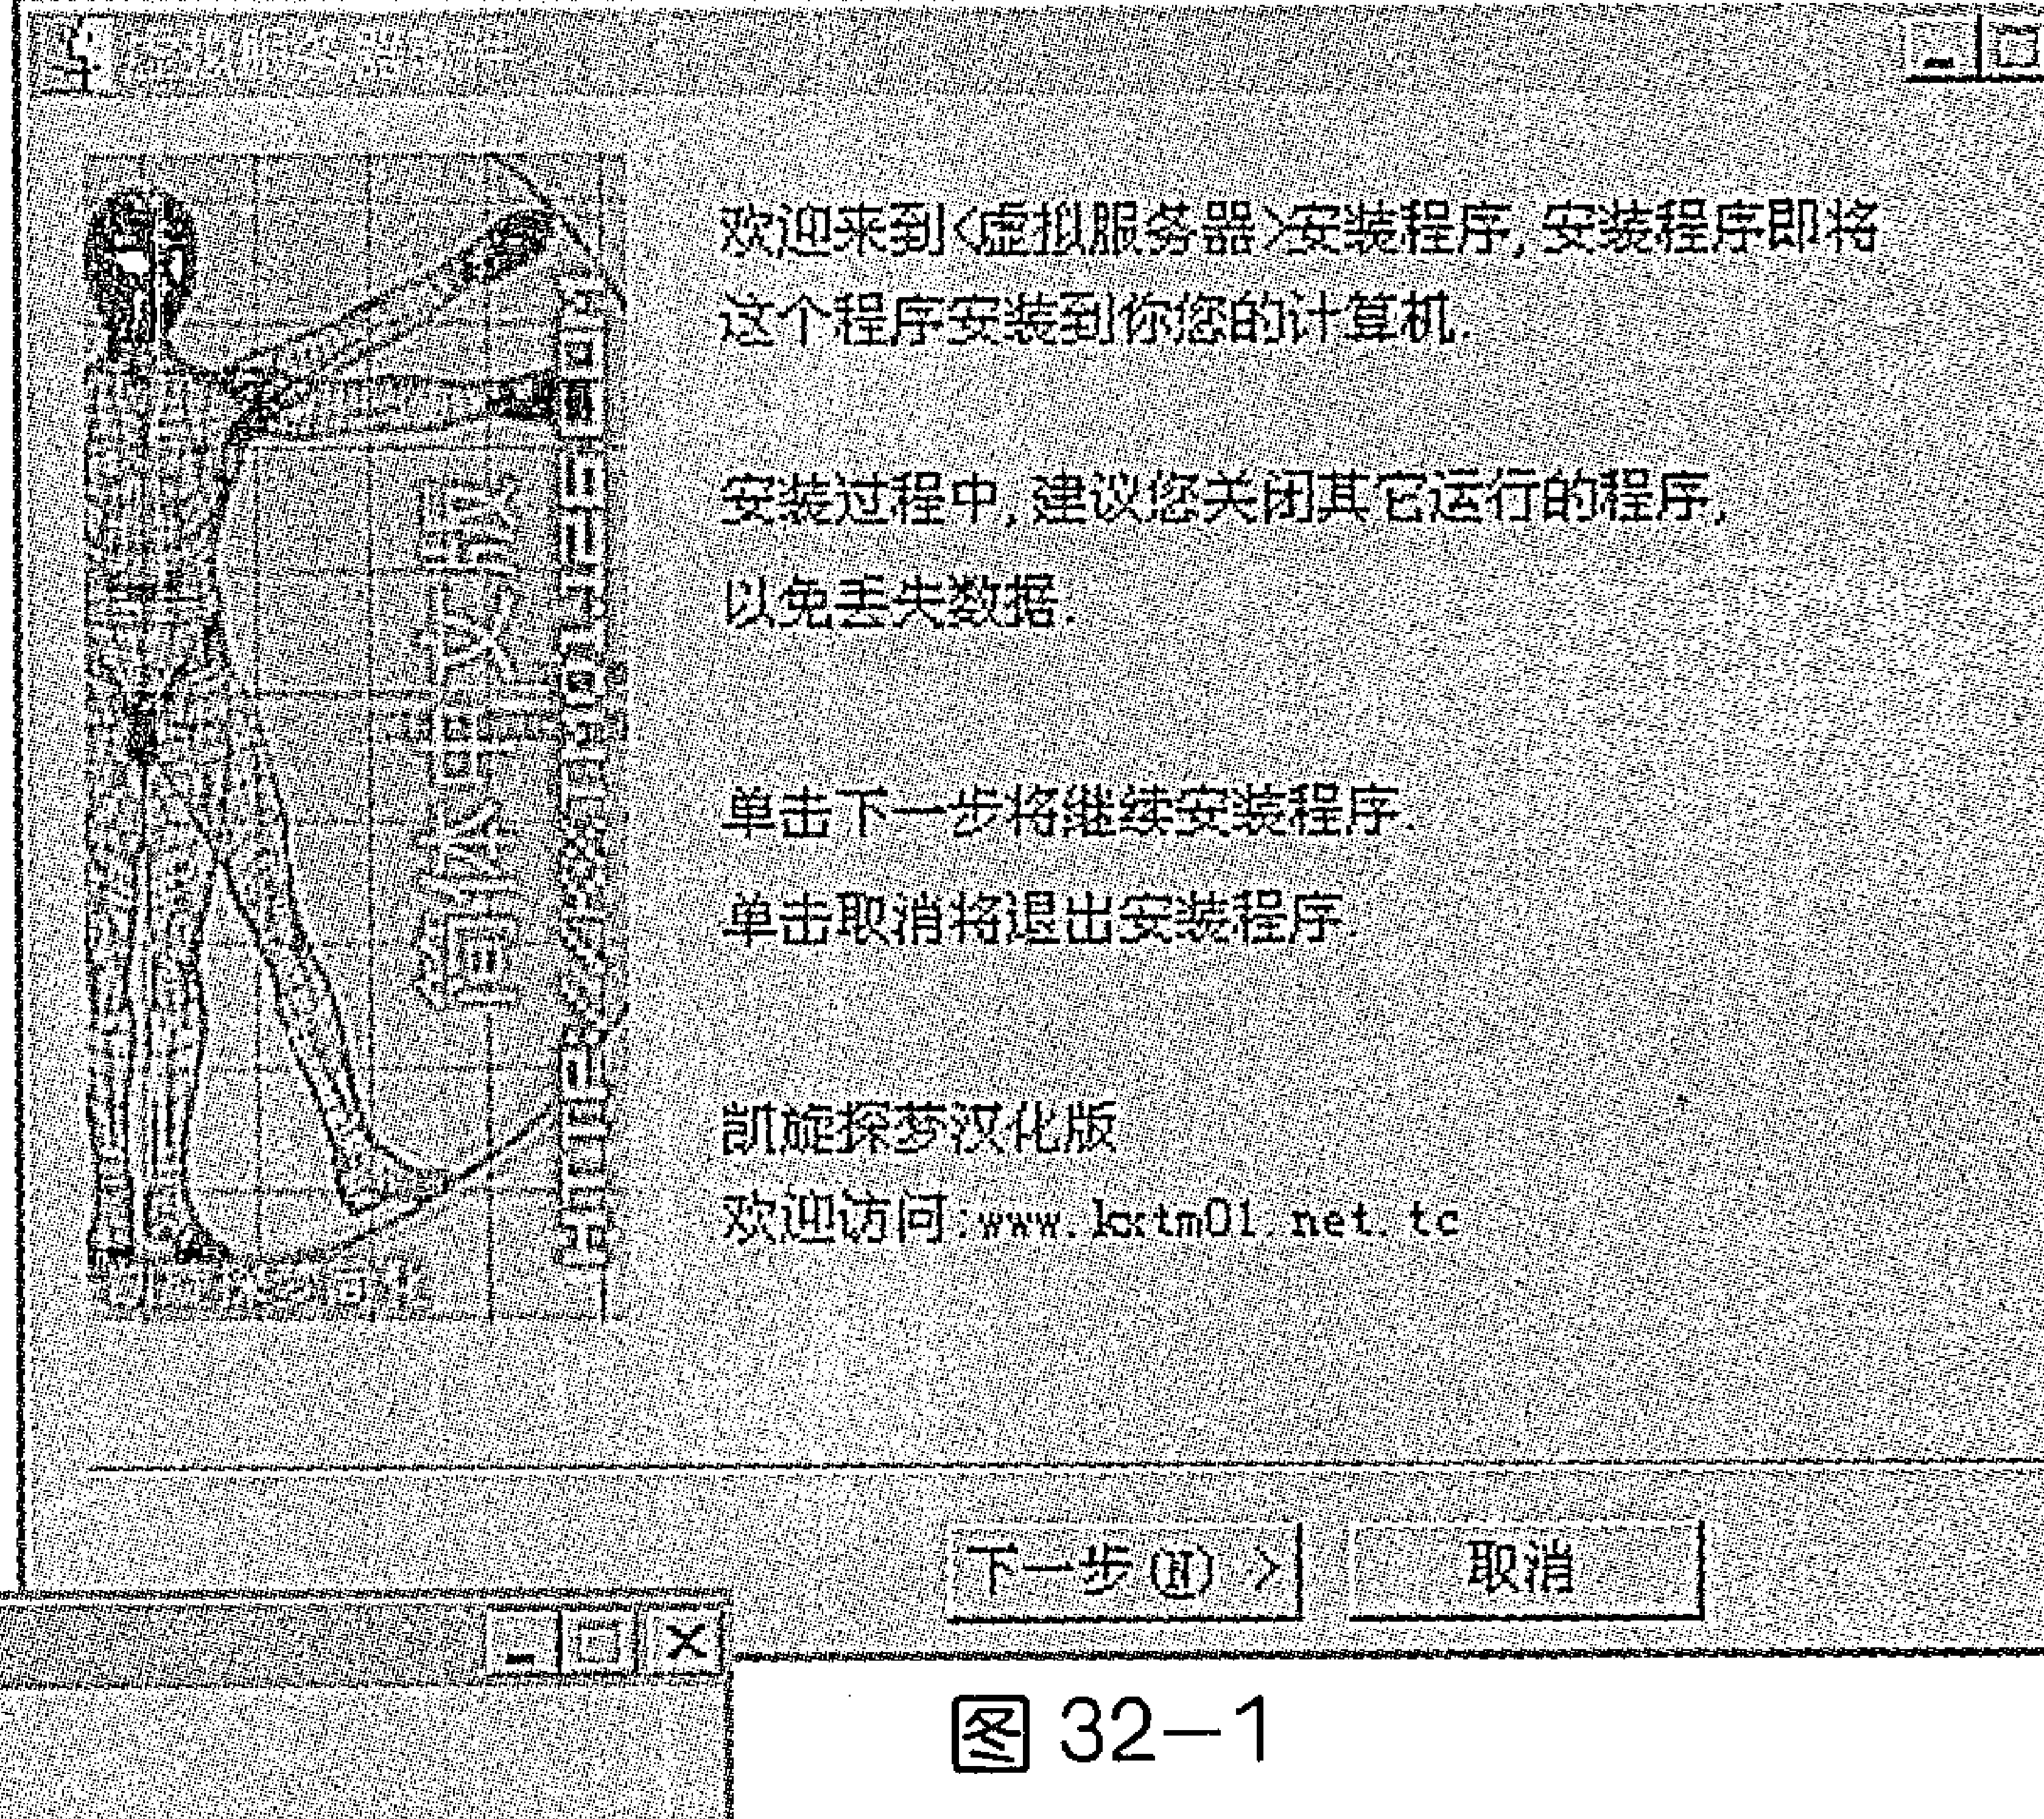 欢迎来到<虚拟服务器>安装程序,安装程序即将
这个程序安装到你您的计算机.
安装过程中,建议您关闭其它运行的程序,
以免丢失数据.
单击下一步将继续安装程序.
单击取消将退出安装程序.
凯旋探梦汉化版
欢迎访问:www.kxtm01.net.tc
简体中文版
下一步(N) >
取消
图 32-1